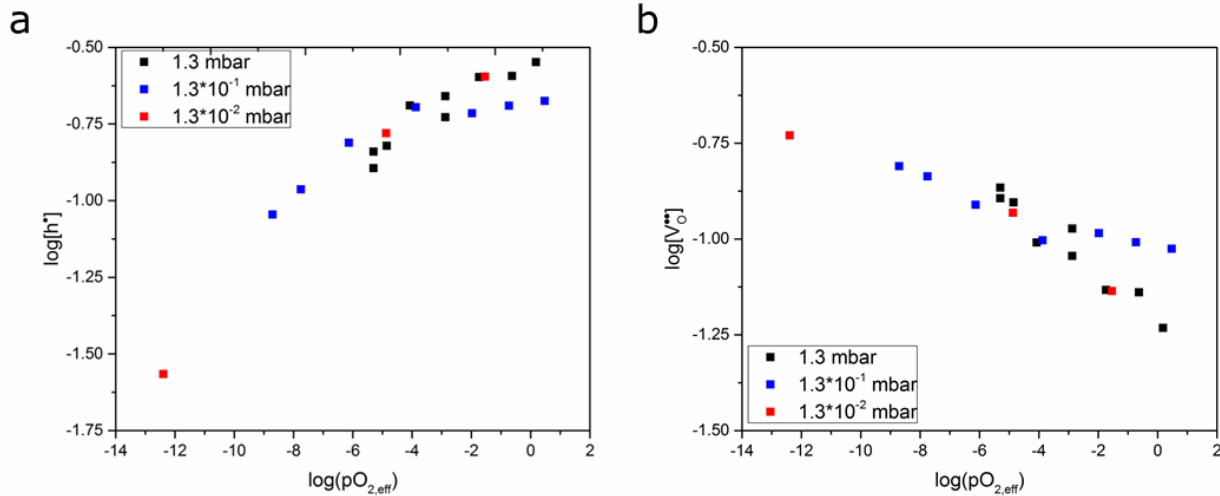 a
-0.50
-0.75
-1.00
-1.25
-1.50
-1.75
log[h•]
1.3 mbar
1.3*10⁻¹ mbar
1.3*10⁻² mbar
-14 -12 -10 -8 -6 -4 -2 0 2
log(pO₂,eff)
b
-0.50
-0.75
-1.00
-1.25
-1.50
log[V_O^••]
1.3 mbar
1.3*10⁻¹ mbar
1.3*10⁻² mbar
-14 -12 -10 -8 -6 -4 -2 0 2
log(pO₂,eff)